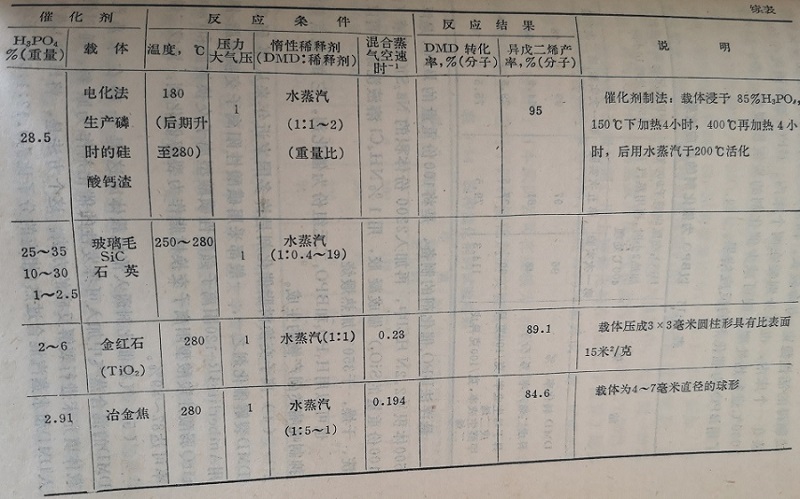 续表
催 化 剂 反 应 条 件 反 应 结 果 说 明
H₃PO₄ %(重量) 载 体 温度,℃ 压力 大气压 惰性稀释剂 (DMD:稀释剂) 混合蒸 气空速 时⁻¹ DMD 转化 率,%(分子) 异戊二烯产 率,%(分子)
28.5 电化法 生产磷 时的硅 酸钙渣 180 (后期升 至280) 1 水蒸汽 (1:1~2) (重量比) 95 催化剂制法:载体浸于 85%H₃PO₄,
150℃下加热4小时,400℃再加热 4 小
时,后用水蒸汽于200℃活化
25~35 玻璃毛 250~280 1 水蒸汽 (1:0.4~19)
10~30 SiC
1~2.5 石 英
2~6 金红石 (TiO₂) 280 1 水蒸汽(1:1) 0.23 89.1 载体压成3×3毫米圆柱形具有比表面
15米²/克
2.91 冶金焦 280 1 水蒸汽 (1:5~1) 0.194 84.6 载体为4~7毫米直径的球形